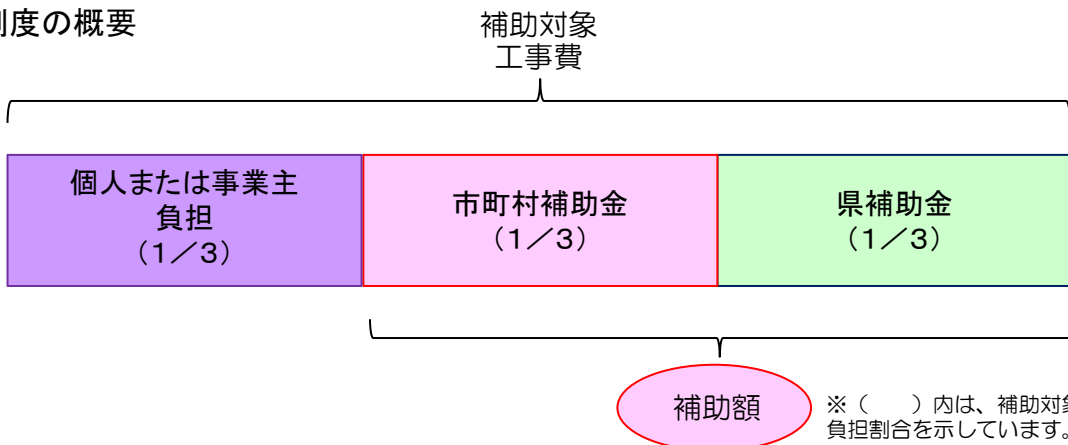 度の概要
補助対象
工事費
個人または事業主
負担
（1／3）
市町村補助金
（1／3）
県補助金
（1／3）
補助額
※（　　）内は、補助対象
負担割合を示しています。